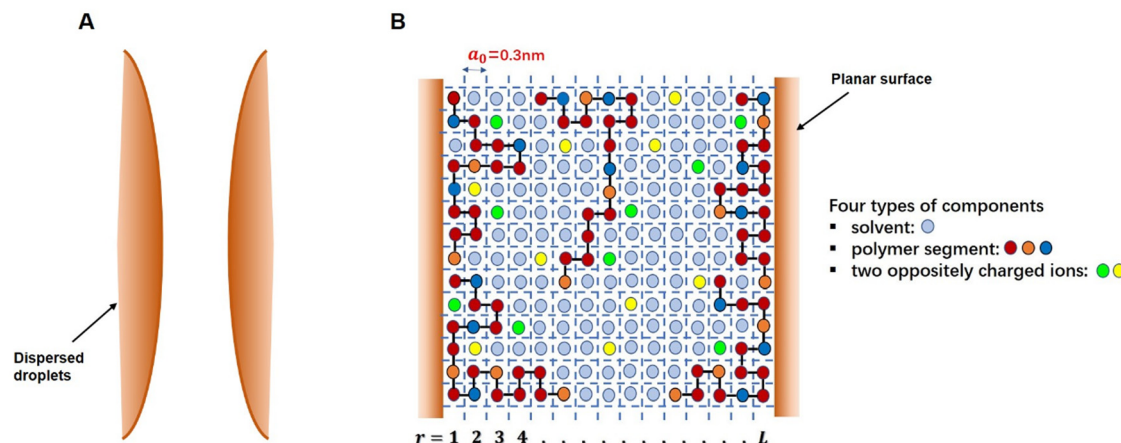 A
B
a₀=0.3nm
Planar surface
Four types of components
▪ solvent:
▪ polymer segment:
▪ two oppositely charged ions:
Dispersed
droplets
r = 1 2 3 4 . . . . . . . . . . L